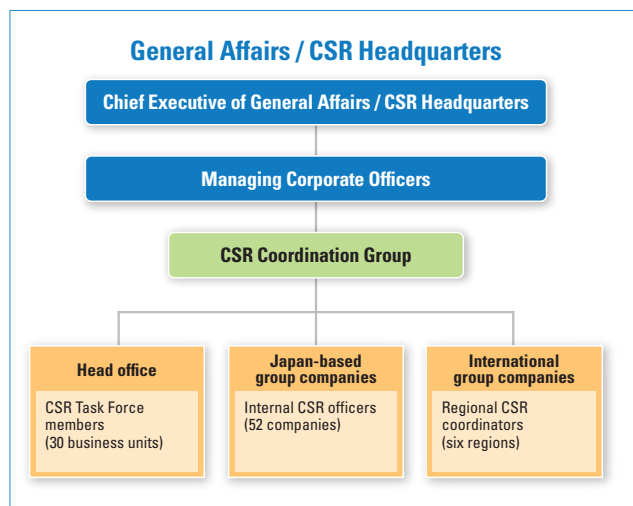 General Affairs / CSR Headquarters
Chief Executive of General Affairs / CSR Headquarters
Managing Corporate Officers
CSR Coordination Group
Head office
CSR Task Force
members
(30 business units)
Japan-based
group companies
Internal CSR officers
(52 companies)
International
group companies
Regional CSR
coordinators
(six regions)